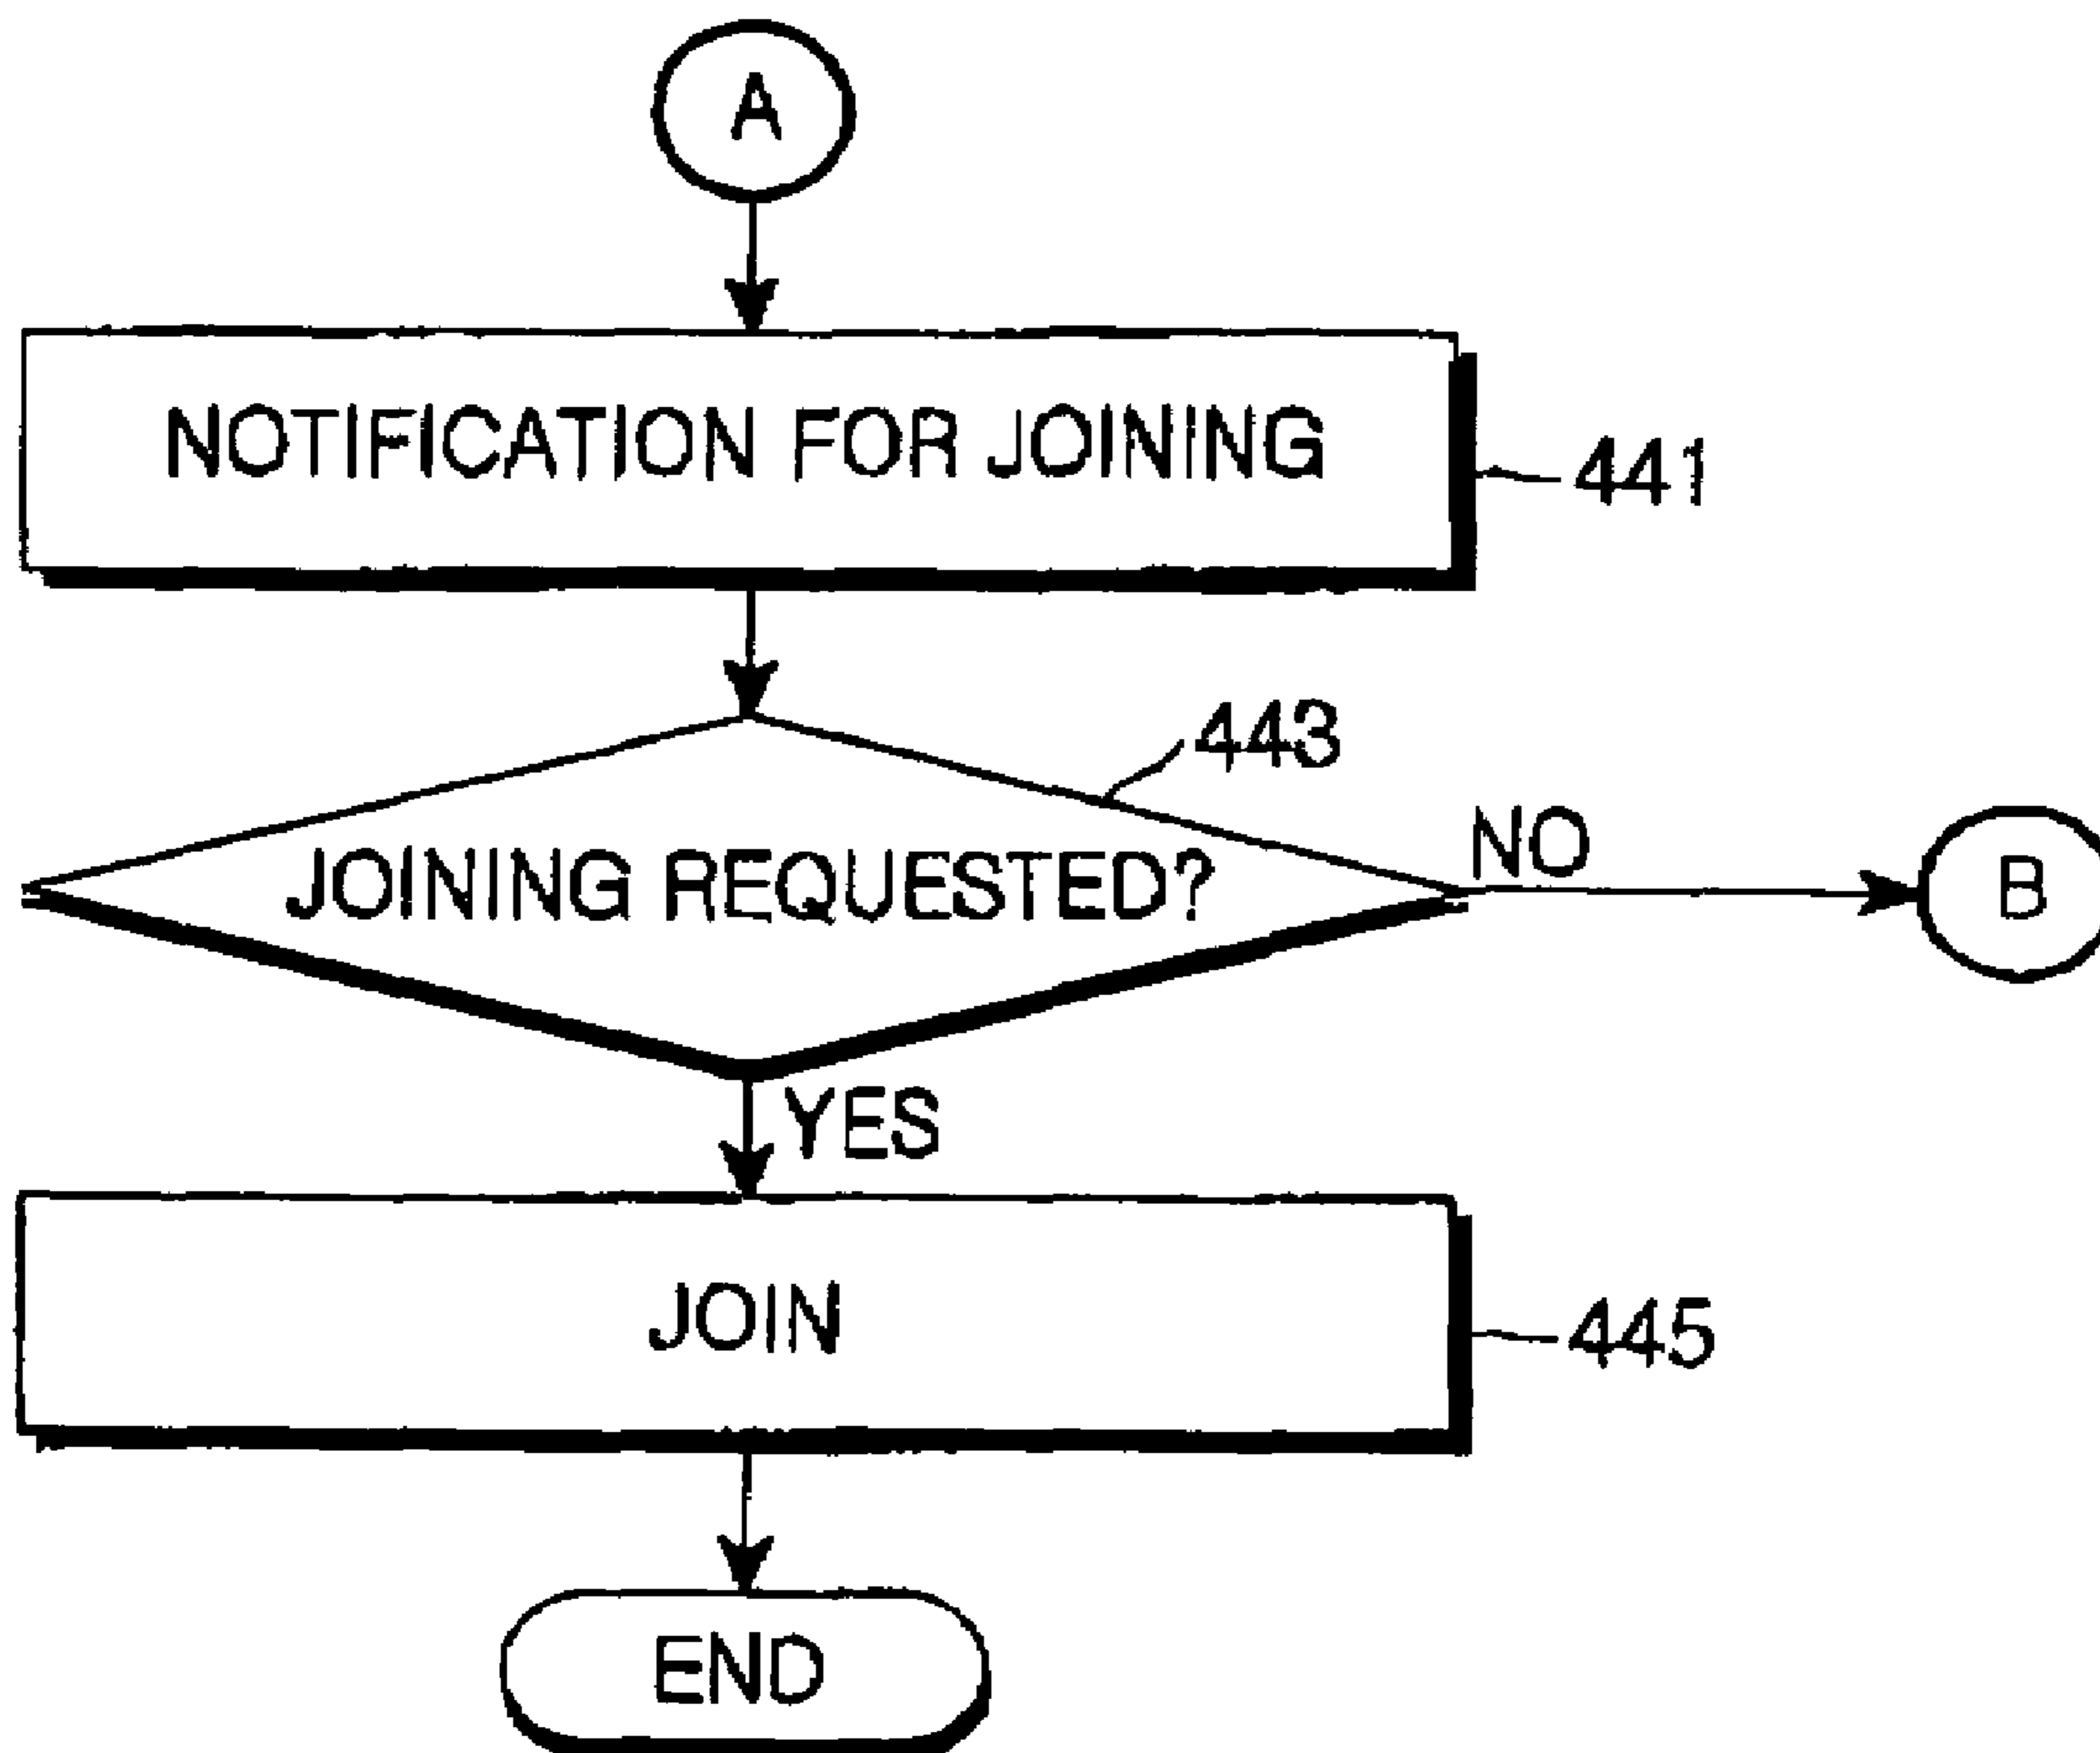 A
NOTIFICATION FOR JOINING
441
443
JOINING REQUESTED?
NO
B
YES
JOIN
445
END